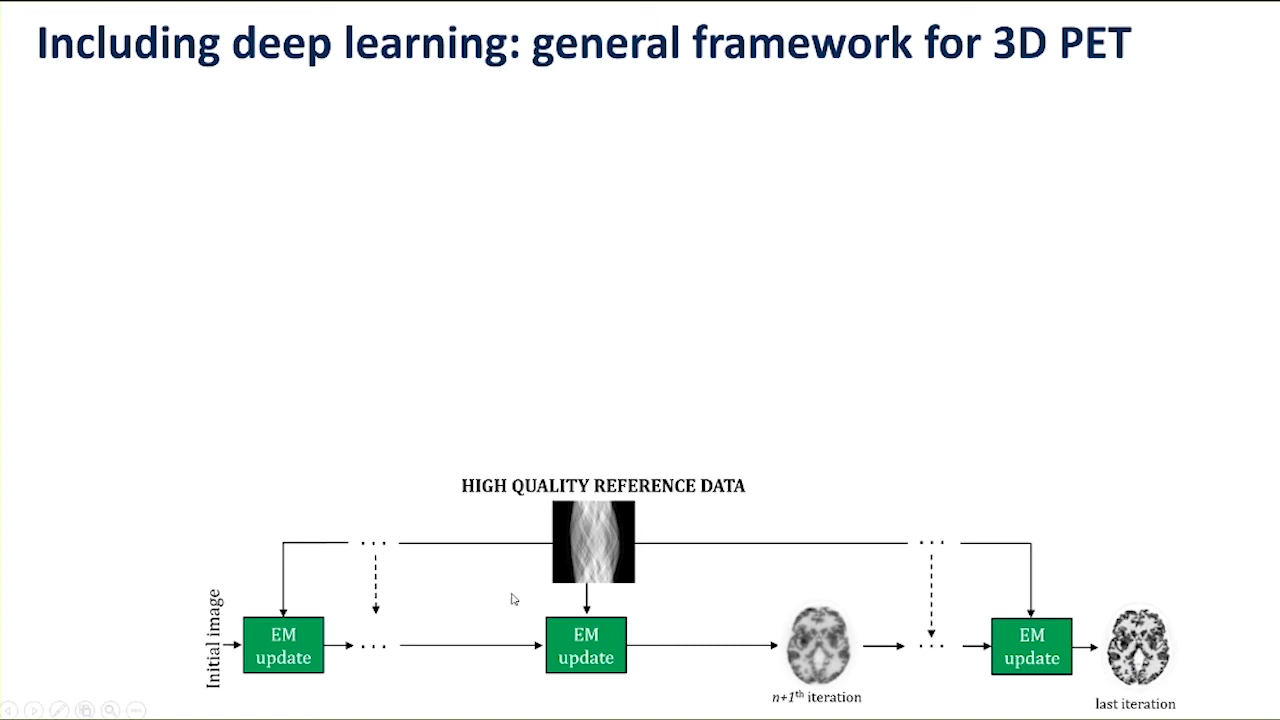 Including deep learning: general framework for 3D PET
HIGH QUALITY REFERENCE DATA
. . .
. . .
Initial image
EM
update
. . .
EM
update
n+1th iteration
. . .
EM
update
last iteration